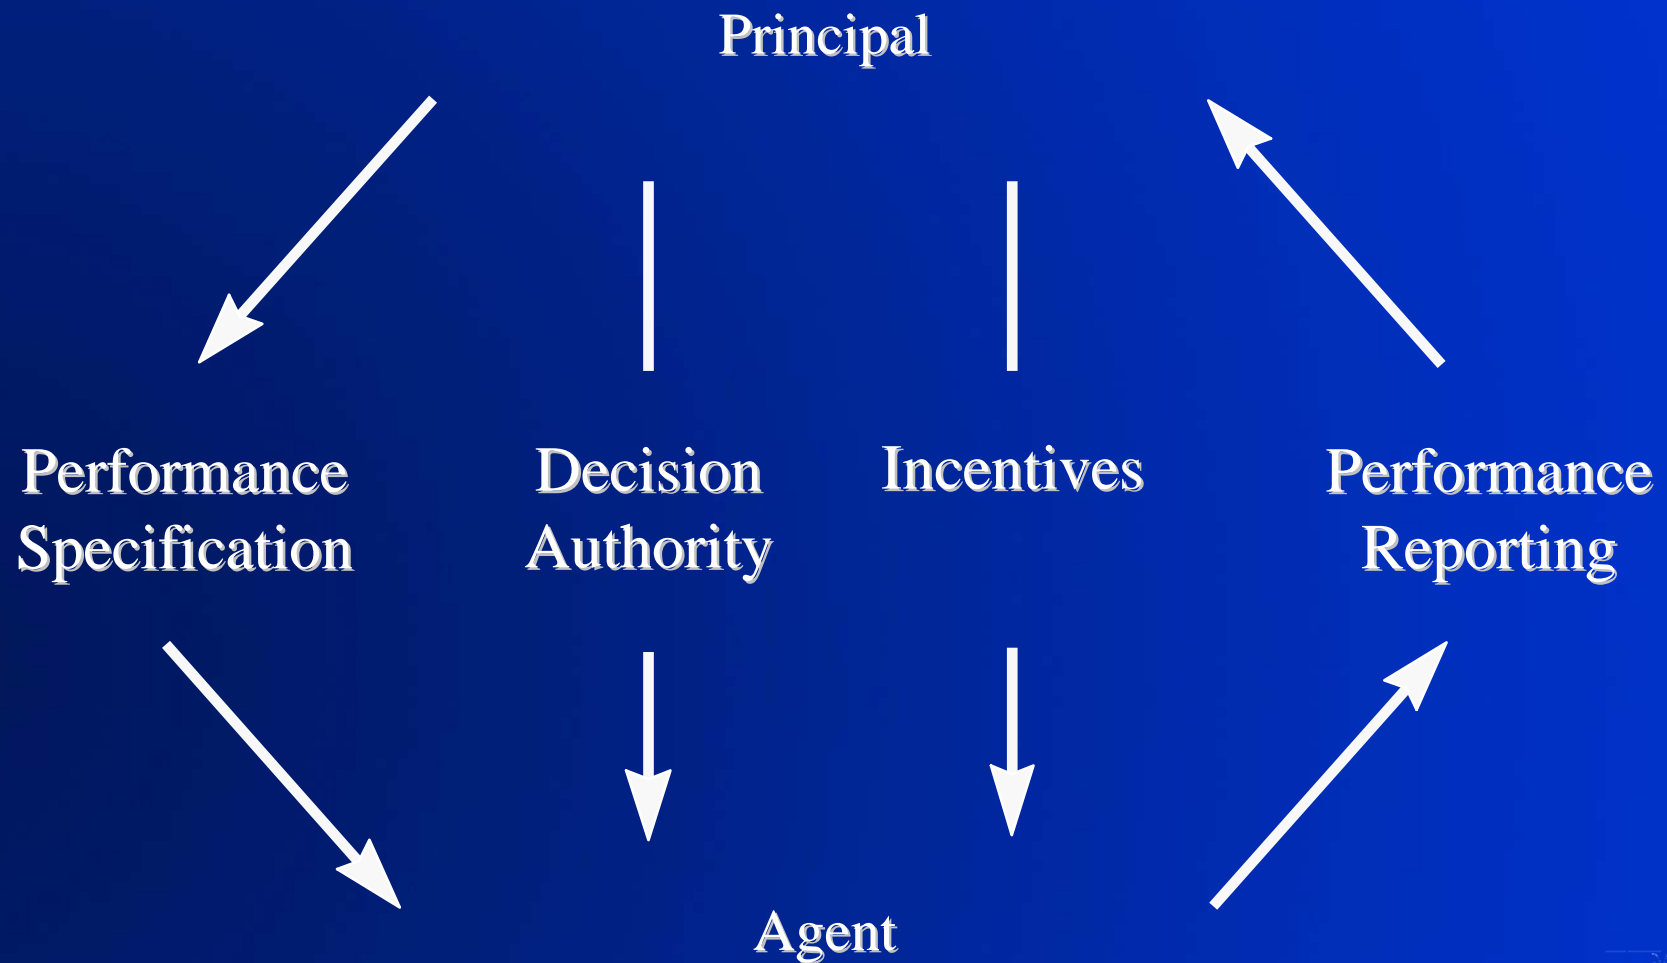 Principal
Performance
Specification
Decision
Authority
Incentives
Performance
Reporting
Agent